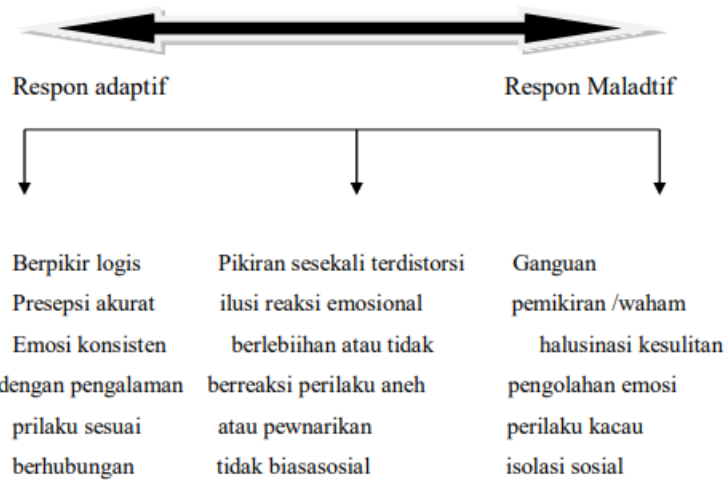 Respon adaptif
Respon Maladtif
Berpikir logis
Presepsi akurat
Emosi konsisten
dengan pengalaman
prilaku sesuai
berhubungan
Pikiran sesekali terdistorsi
ilusi reaksi emosional
berlebiihan atau tidak
berreaksi perilaku aneh
atau pewnarikan
tidak biasasosial
Ganguan
pemikiran /waham
halusinasi kesulitan
pengolahan emosi
perilaku kacau
isolasi sosial